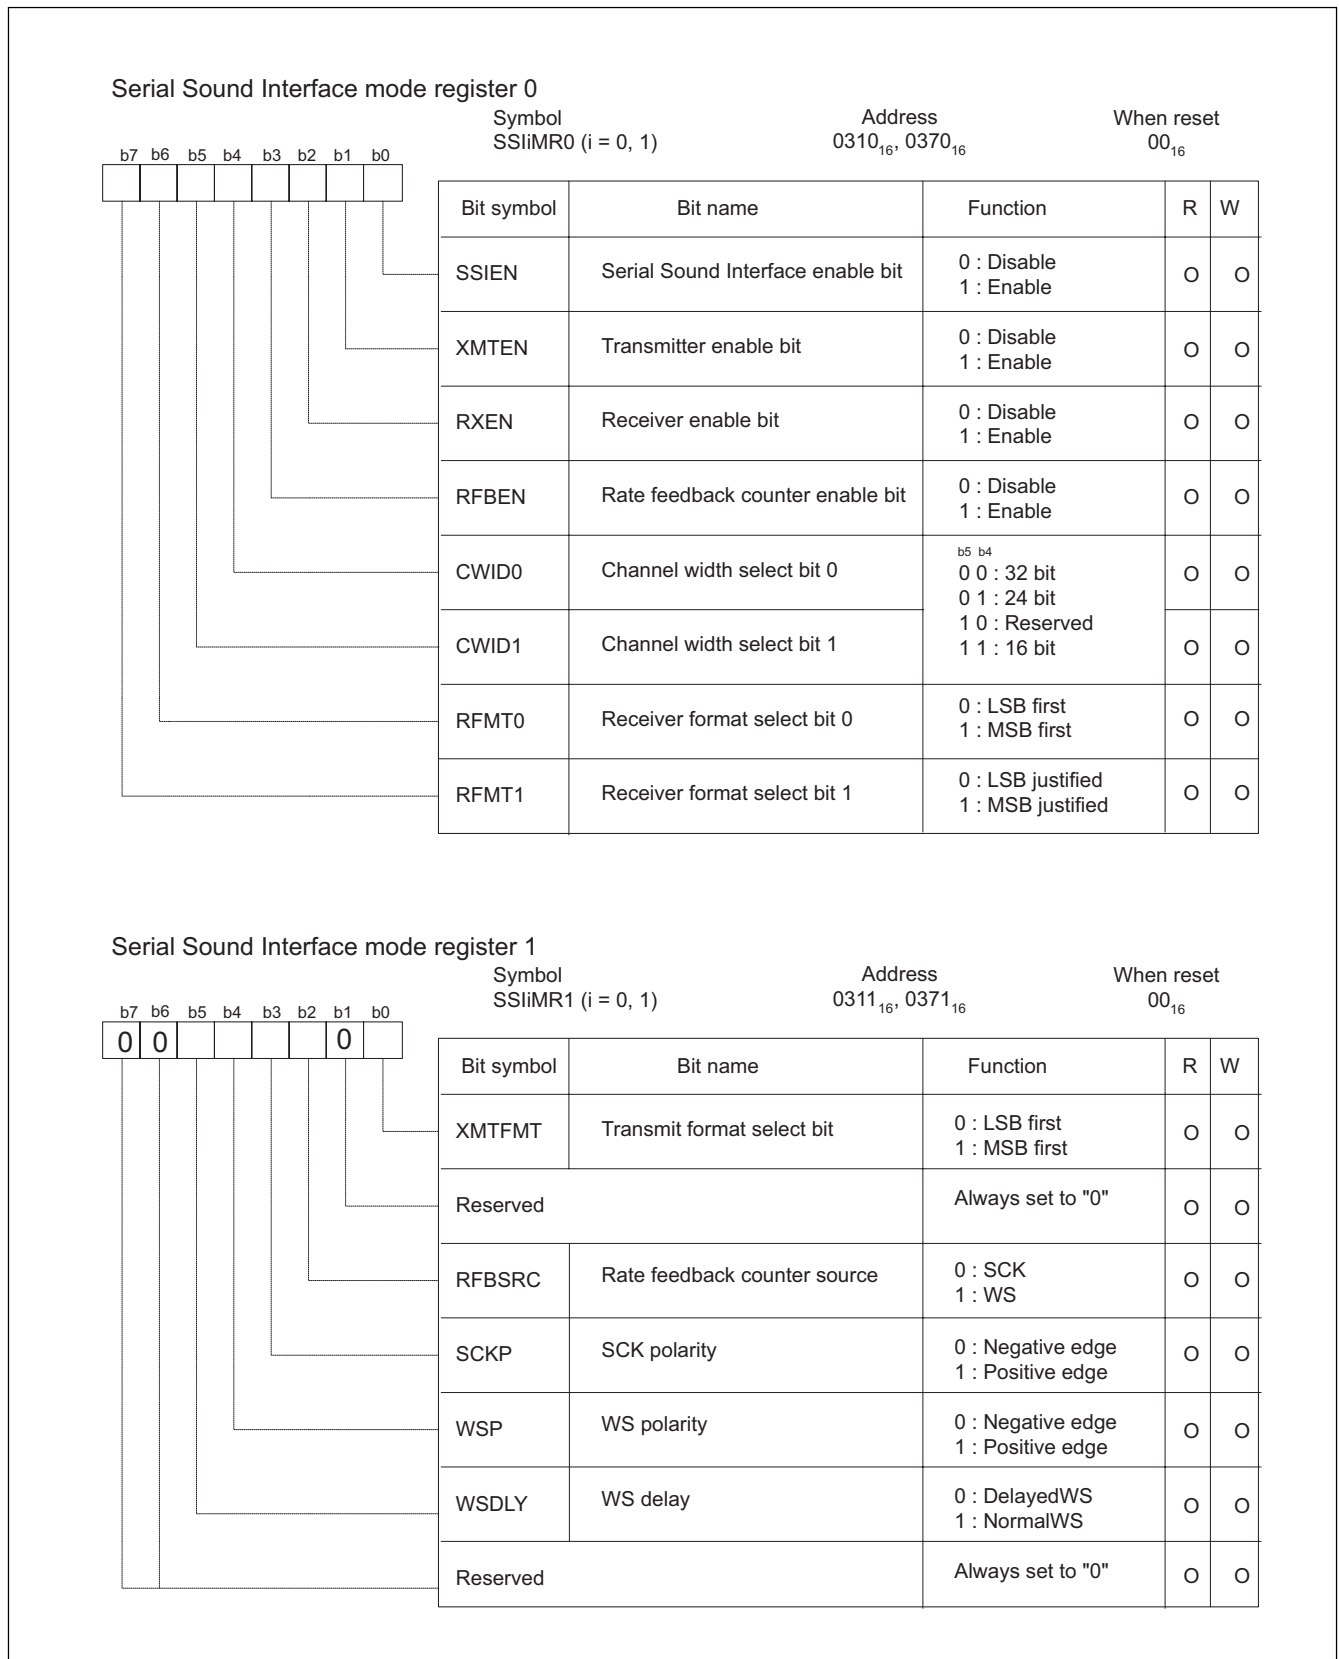 Serial Sound Interface mode register 0
Symbol Address When reset
SSIiMR0 (i = 0, 1) 0310₁₆, 0370₁₆ 00₁₆
b7 b6 b5 b4 b3 b2 b1 b0
Bit symbol Bit name Function R W
SSIEN Serial Sound Interface enable bit 0 : Disable
1 : Enable O O
XMTEN Transmitter enable bit 0 : Disable
1 : Enable O O
RXEN Receiver enable bit 0 : Disable
1 : Enable O O
RFBEN Rate feedback counter enable bit 0 : Disable
1 : Enable O O
b5 b4
CWID0 Channel width select bit 0 0 0 : 32 bit O O
0 1 : 24 bit
1 0 : Reserved
CWID1 Channel width select bit 1 1 1 : 16 bit O O
RFMT0 Receiver format select bit 0 0 : LSB first
1 : MSB first O O
RFMT1 Receiver format select bit 1 0 : LSB justified
1 : MSB justified O O
Serial Sound Interface mode register 1
Symbol Address When reset
SSIiMR1 (i = 0, 1) 0311₁₆, 0371₁₆ 00₁₆
b7 b6 b5 b4 b3 b2 b1 b0
0 0 0
Bit symbol Bit name Function R W
XMTFMT Transmit format select bit 0 : LSB first
1 : MSB first O O
Reserved Always set to "0" O O
RFBSRC Rate feedback counter source 0 : SCK
1 : WS O O
SCKP SCK polarity 0 : Negative edge
1 : Positive edge O O
WSP WS polarity 0 : Negative edge
1 : Positive edge O O
WSDLY WS delay 0 : DelayedWS
1 : NormalWS O O
Reserved Always set to "0" O O